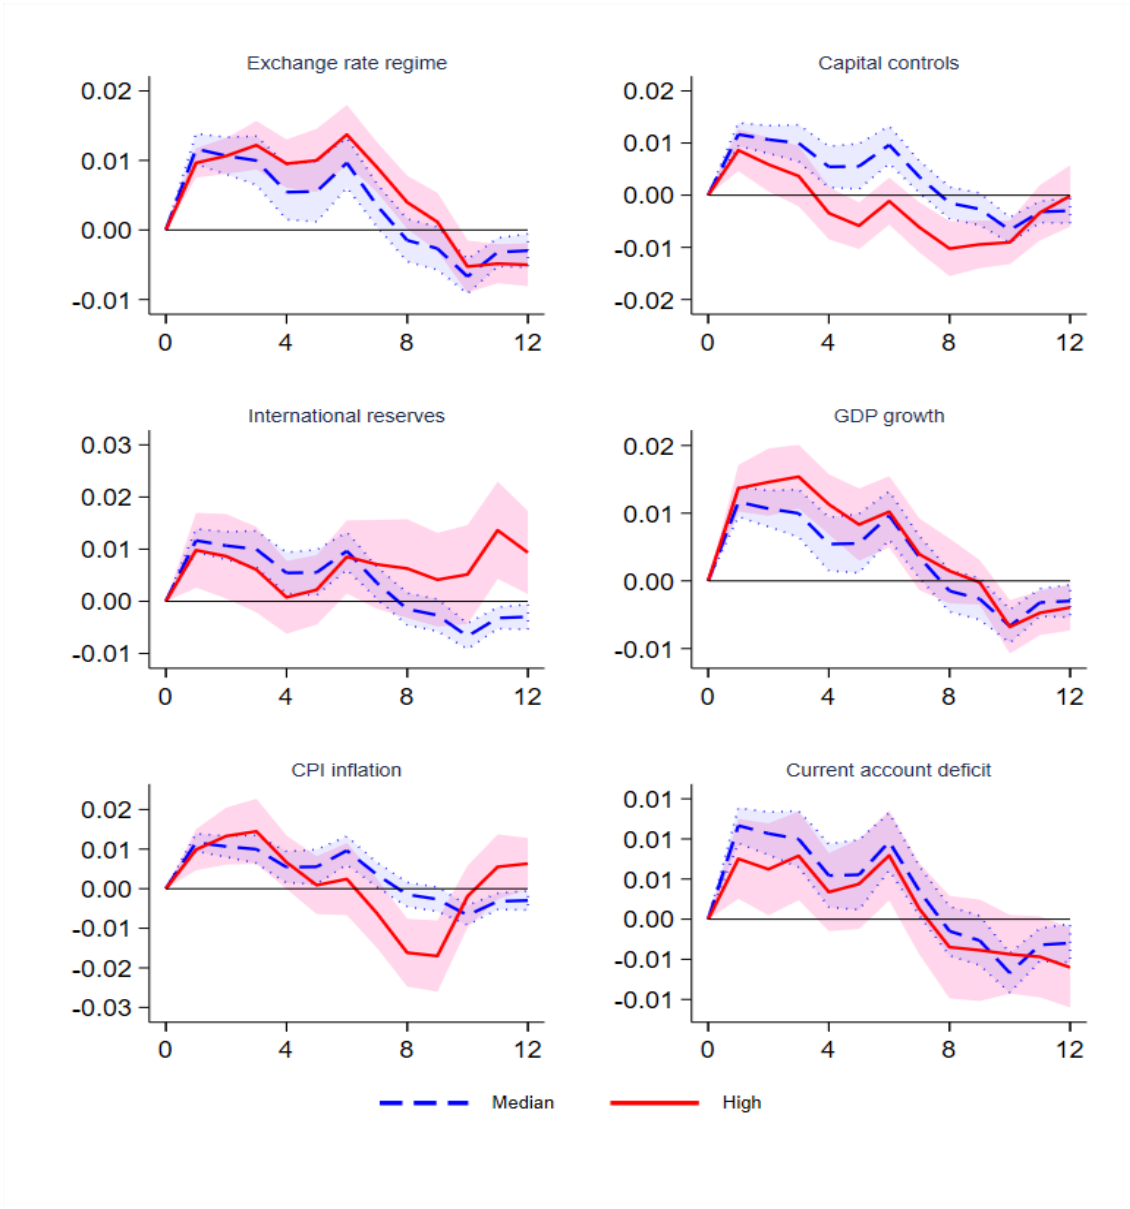 Exchange rate regime
0.02
0.01
0.00
-0.01
0 4 8 12
Capital controls
0.02
0.01
0.00
-0.01
-0.02
0 4 8 12
International reserves
0.03
0.02
0.01
0.00
-0.01
0 4 8 12
GDP growth
0.02
0.01
0.00
-0.01
0 4 8 12
CPI inflation
0.02
0.01
0.00
-0.01
-0.02
-0.03
0 4 8 12
Current account deficit
0.01
0.01
0.01
0.00
-0.01
-0.01
0 4 8 12
Median High